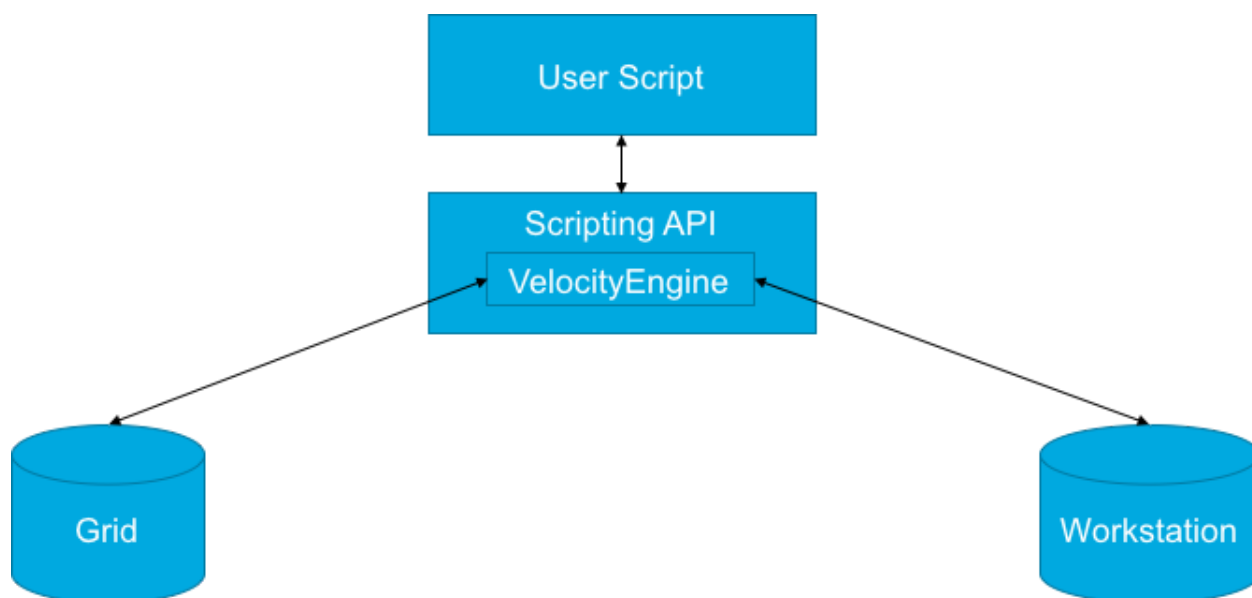 User Script
Scripting API
VelocityEngine
Grid
Workstation